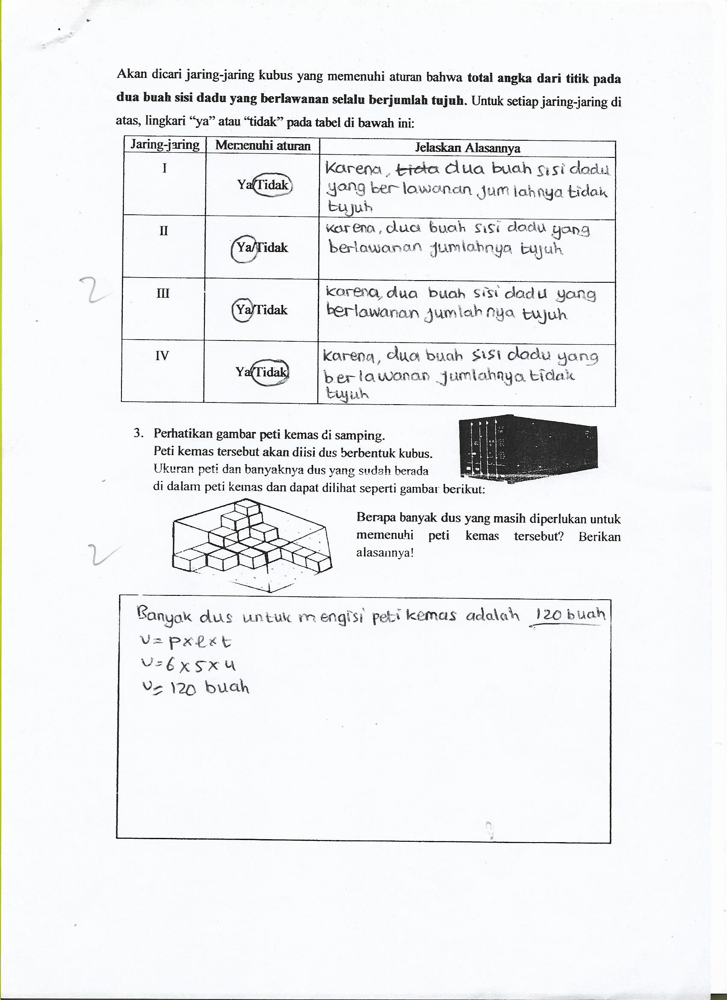 Akan dicari jaring-jaring kubus yang memenuhi aturan bahwa total angka dari titik pada
dua buah sisi dadu yang berlawanan selalu berjumlah tujuh. Untuk setiap jaring-jaring di
atas, lingkari “ya” atau “tidak” pada tabel di bawah ini:
Jaring-jaring Memenuhi aturan Jelaskan Alasannya
I
Ya/Tidak
Karena, tida dua buah sisi dadu
yang berlawanan jumlahnya tidak
tujuh
II
Ya/Tidak
karena, dua buah sisi dadu yang
berlawanan jumlahnya tujuh
2
III
Ya/Tidak
karena, dua buah sisi dadu yang
berlawanan jumlahnya tujuh
IV
Ya/Tidak
karena, dua buah sisi dadu yang
berlawanan jumlahnya tidak
tujuh
3. Perhatikan gambar peti kemas di samping.
Peti kemas tersebut akan diisi dus berbentuk kubus.
Ukuran peti dan banyaknya dus yang sudah berada
di dalam peti kemas dan dapat dilihat seperti gambar berikut:
Berapa banyak dus yang masih diperlukan untuk
memenuhi peti kemas tersebut? Berikan
alasannya!
2
Banyak dus untuk mengisi peti kemas adalah 120 buah
V = p x l x t
V = 6 x 5 x 4
V = 120 buah